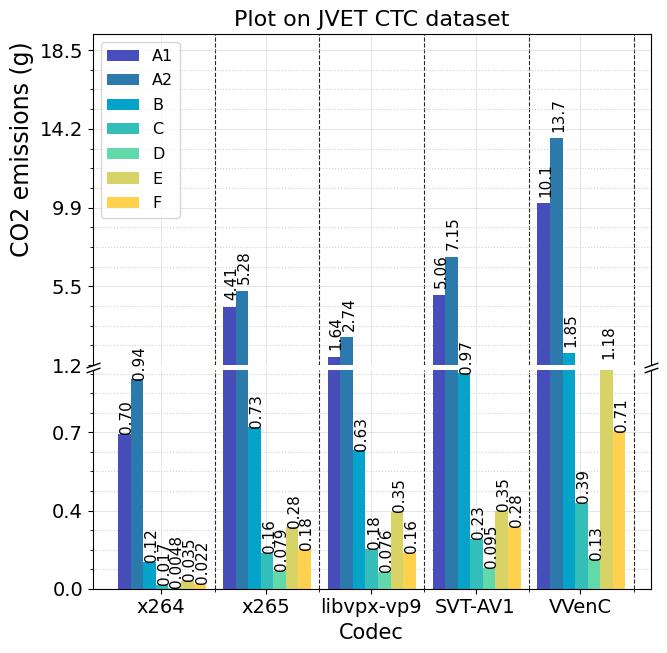 Plot on JVET CTC dataset
CO2 emissions (g)
18.5
14.2
9.9
5.5
1.2
0.7
0.4
0.0
A1
A2
B
C
D
E
F
0.70
0.94
0.12
0.017
0.0048
0.035
0.022
4.41
5.28
0.73
0.16
0.079
0.28
0.18
1.64
2.74
0.63
0.18
0.076
0.35
0.16
5.06
7.15
0.97
0.23
0.095
0.35
0.28
10.1
13.7
1.85
0.39
0.13
1.18
0.71
x264
x265
libvpx-vp9
SVT-AV1
VVenC
Codec